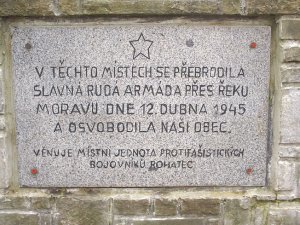 V TĚCHTO MÍSTECH SE PŘEBRODILA
SLAVNÁ RUDÁ ARMÁDA PŘES ŘEKU
MORAVU DNE 12. DUBNA 1945
A OSVOBODILA NAŠI OBEC.
VĚNUJE MÍSTNÍ JEDNOTA PROTIFAŠISTICKÝCH
BOJOVNÍKŮ ROHATEC